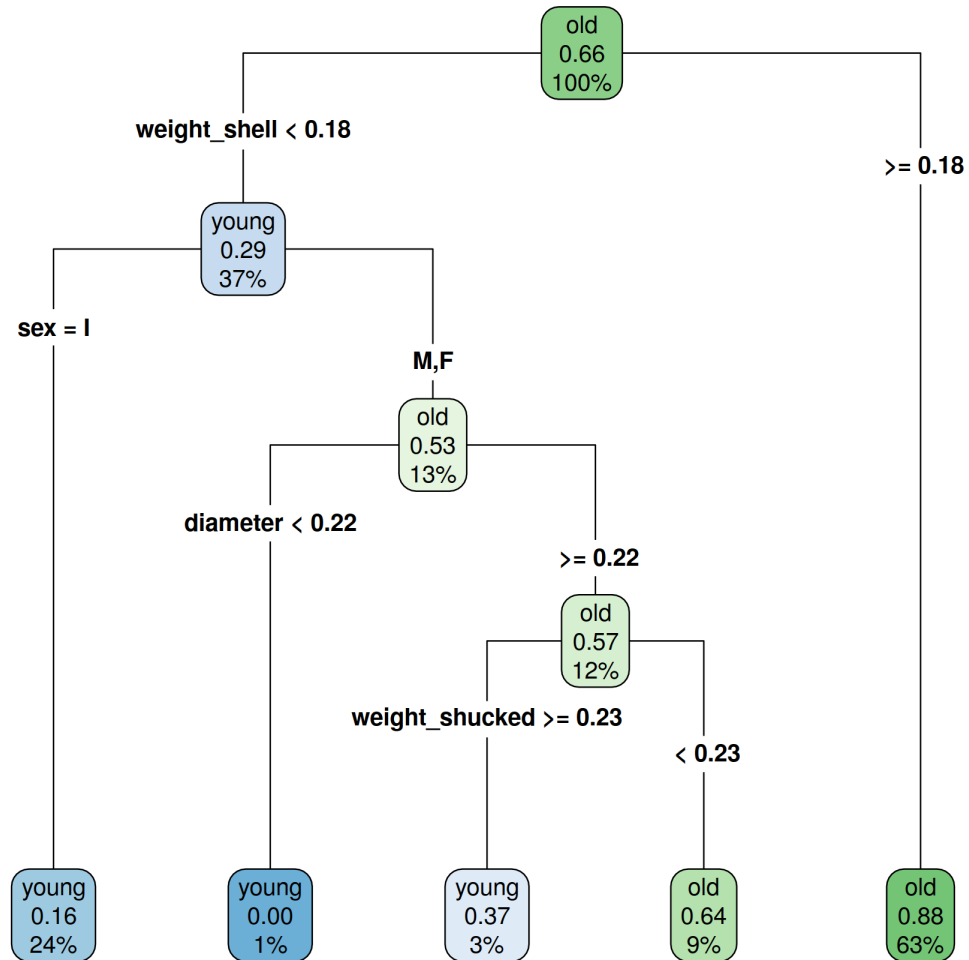 old
0.66
100%
weight_shell < 0.18
>= 0.18
young
0.29
37%
sex = I
M,F
old
0.53
13%
diameter < 0.22
>= 0.22
old
0.57
12%
weight_shucked >= 0.23
< 0.23
young
0.16
24%
young
0.00
1%
young
0.37
3%
old
0.64
9%
old
0.88
63%